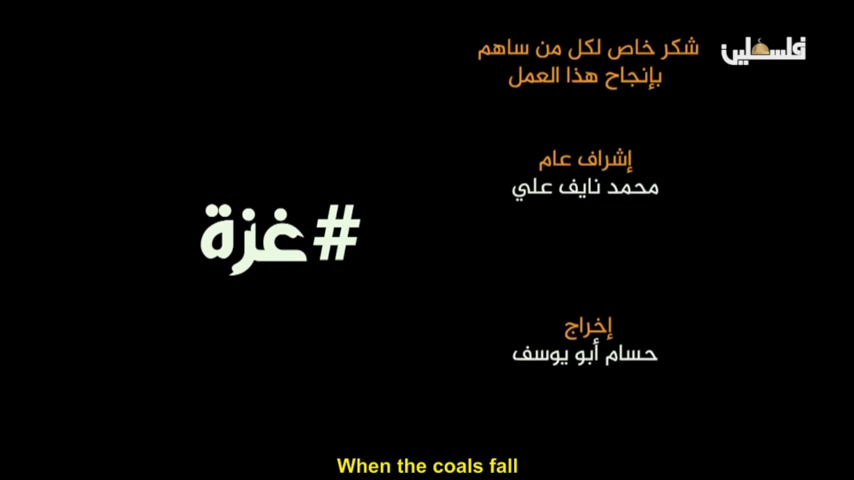 شكر خاص لكل من ساهم
بإنجاح هذا العمل
فلسطين
إشراف عام
محمد نايف علي
#غزة
إخراج
حسام أبو يوسف
When the coals fall